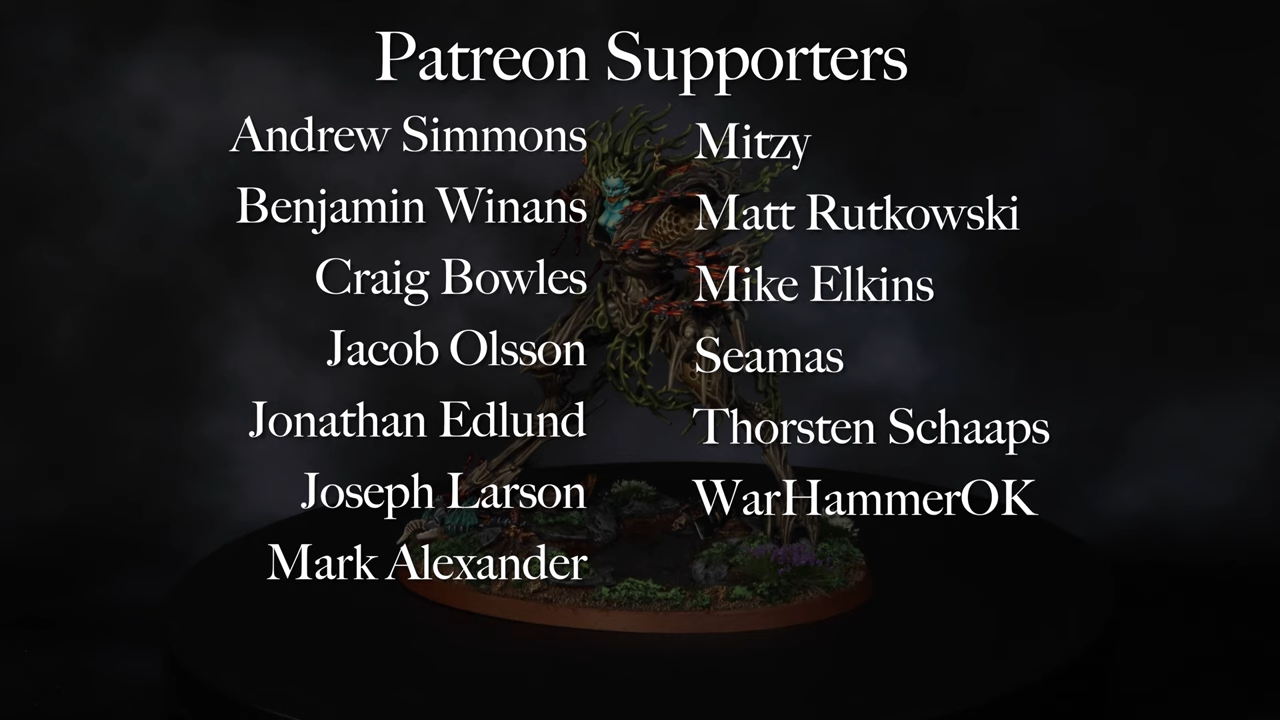 Patreon Supporters
Andrew Simmons
Benjamin Winans
Craig Bowles
Jacob Olsson
Jonathan Edlund
Joseph Larson
Mark Alexander
Mitzy
Matt Rutkowski
Mike Elkins
Seamas
Thorsten Schaaps
WarHammerOK